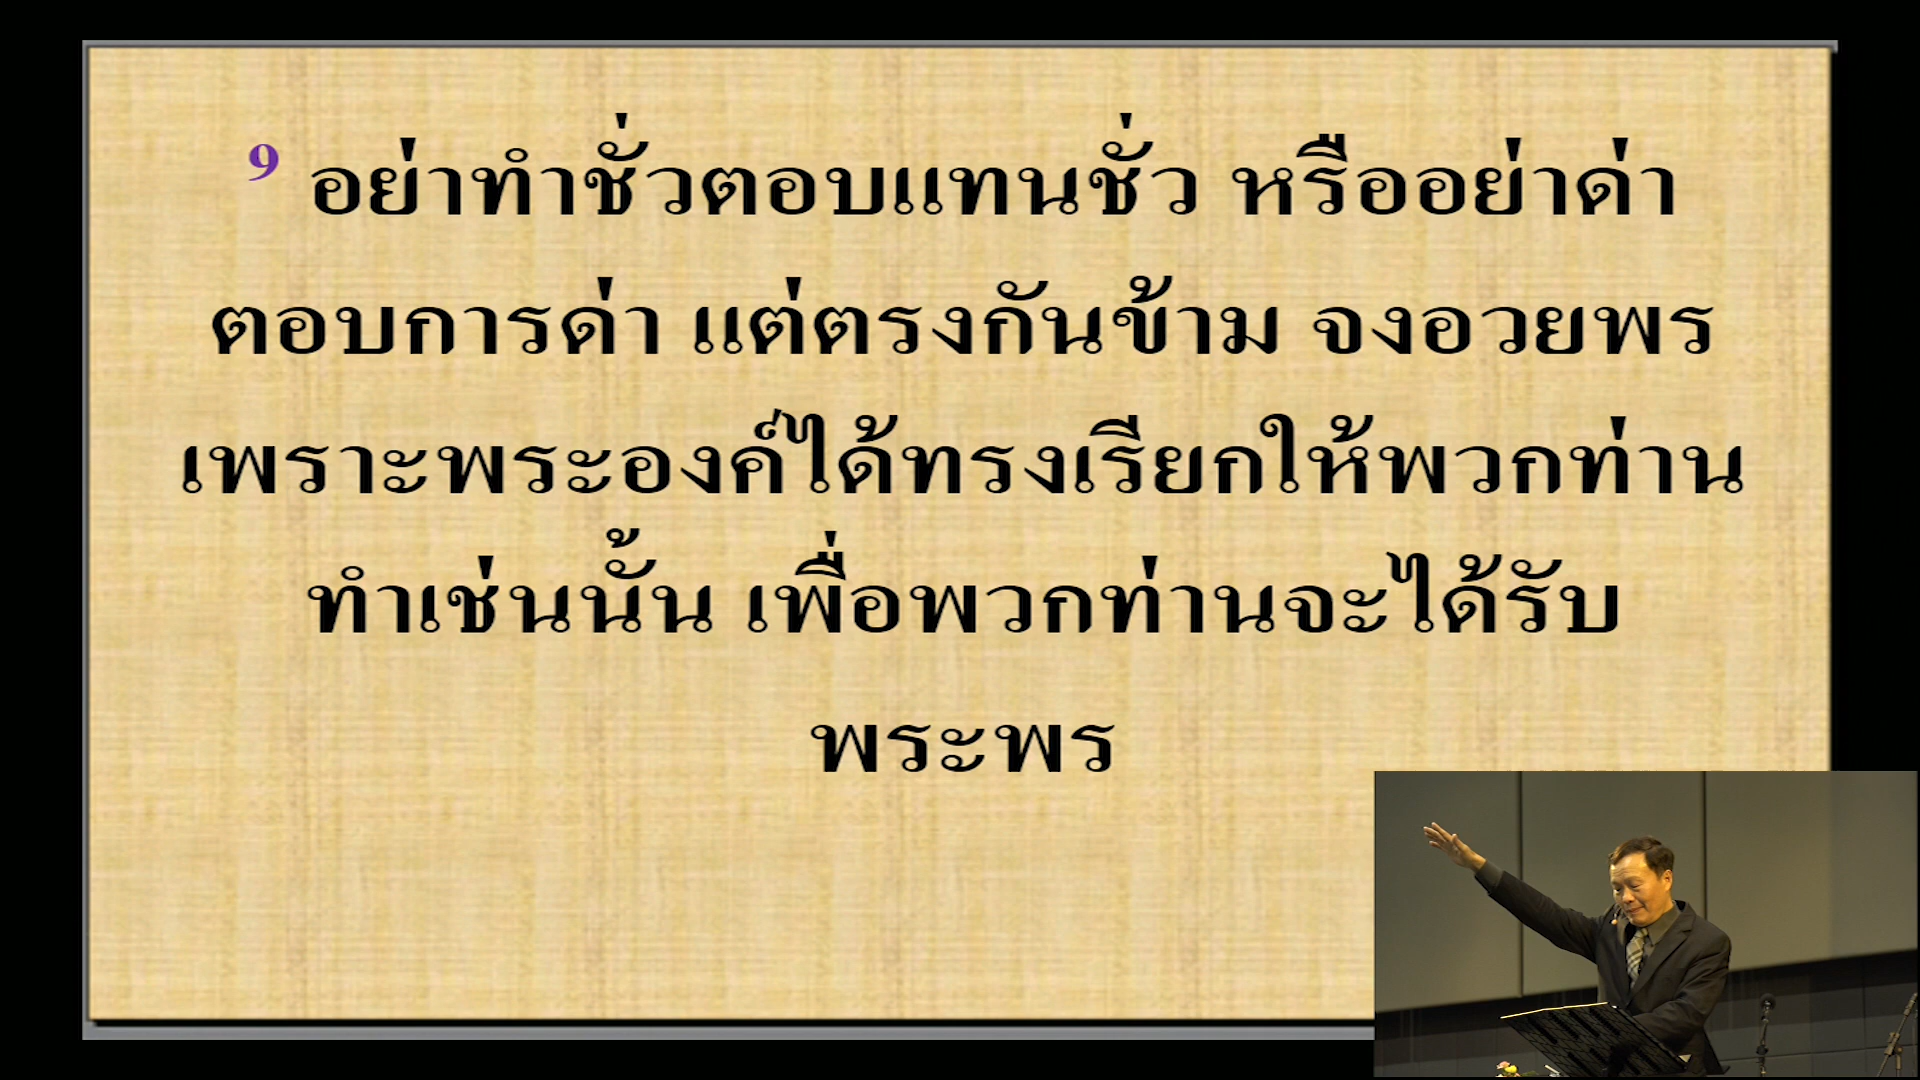 9 อย่าทำชั่วตอบแทนชั่ว หรืออย่าด่า
ตอบการด่า แต่ตรงกันข้าม จงอวยพร
เพราะพระองค์ได้ทรงเรียกให้พวกท่าน
ทำเช่นนั้น เพื่อพวกท่านจะได้รับ
พระพร